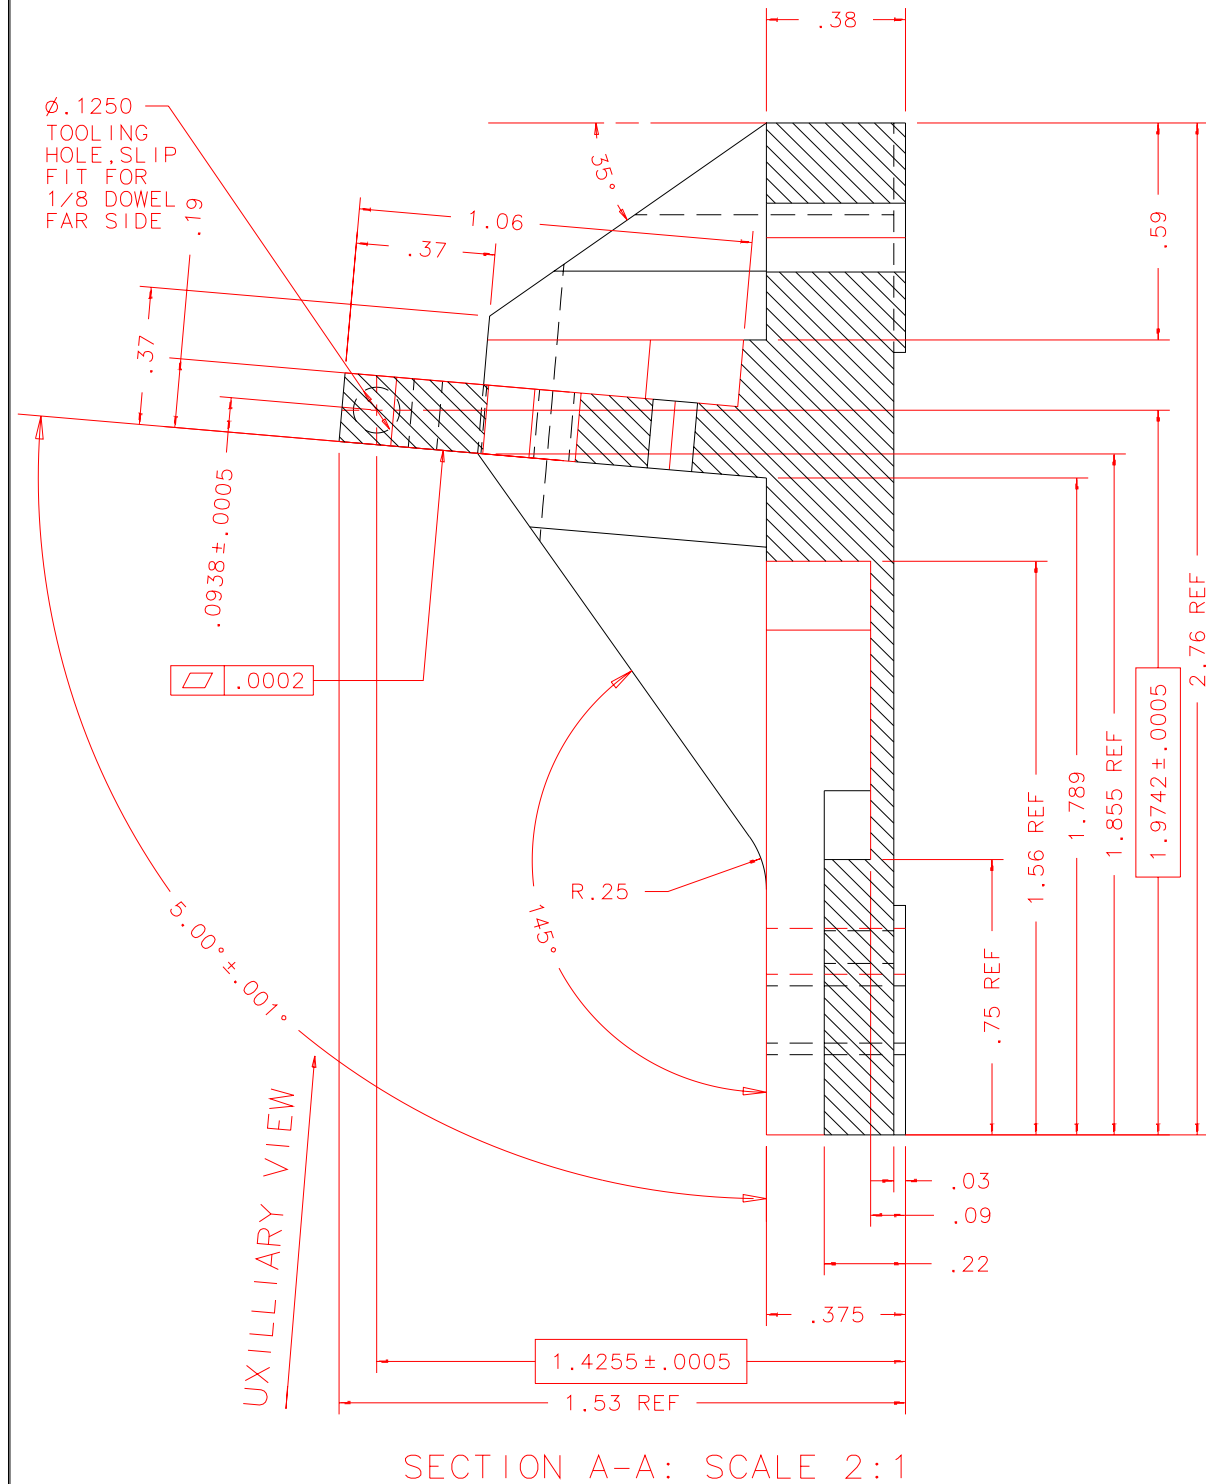 .38
Ø.1250
TOOLING
HOLE,SLIP
FIT FOR
1/8 DOWEL
FAR SIDE
.19
35°
1.06
.37
.59
.37
.0938±.0005
.0002
2.76 REF
1.9742±.0005
1.855 REF
1.789
1.56 REF
R.25
145°
5.00°±.001°
.75 REF
UXILLIARY VIEW
.03
.09
.22
.375
1.4255±.0005
1.53 REF
SECTION A-A: SCALE 2:1